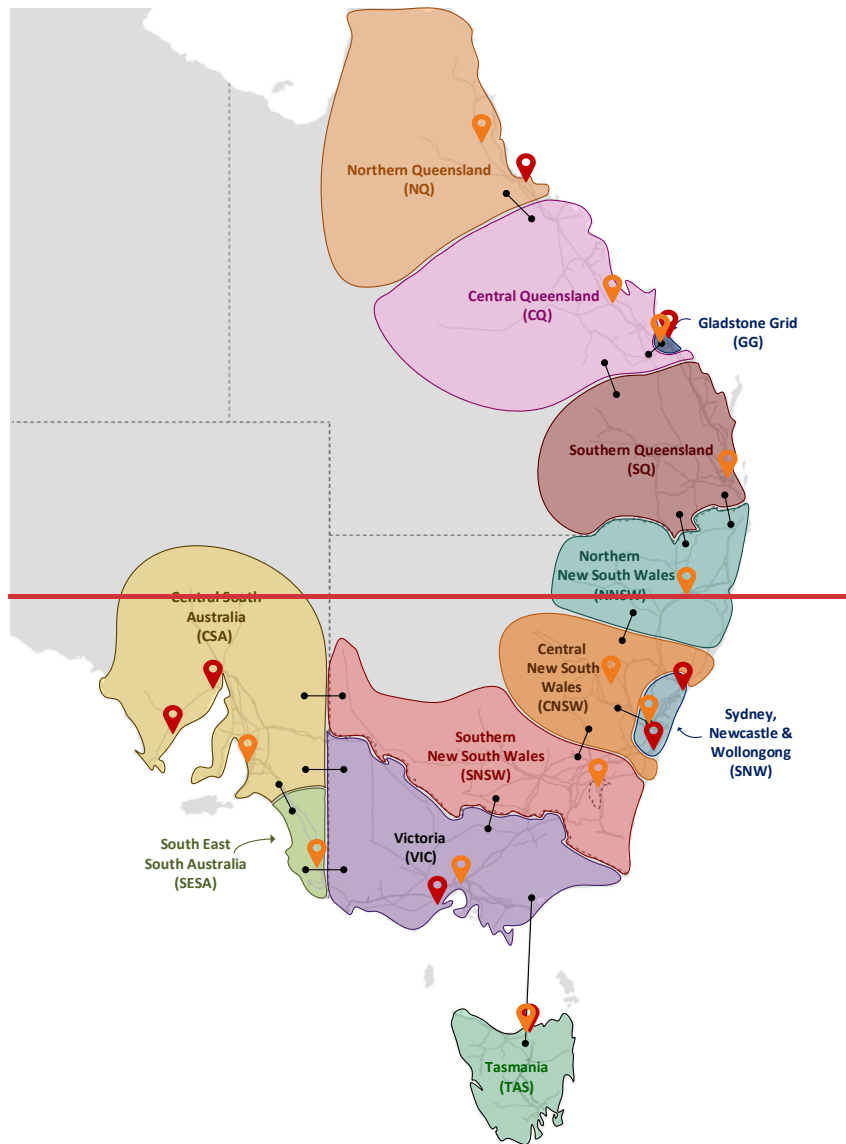 Northern Queensland
(NQ)
Central Queensland
(CQ)
Gladstone Grid
(GG)
Southern Queensland
(SQ)
Northern
New South Wales
(NNSW)
Central South
Australia
(CSA)
Central
New South
Wales
(CNSW)
Sydney,
Newcastle &
Wollongong
(SNW)
Southern
New South Wales
(SNSW)
South East
South Australia
(SESA)
Victoria
(VIC)
Tasmania
(TAS)